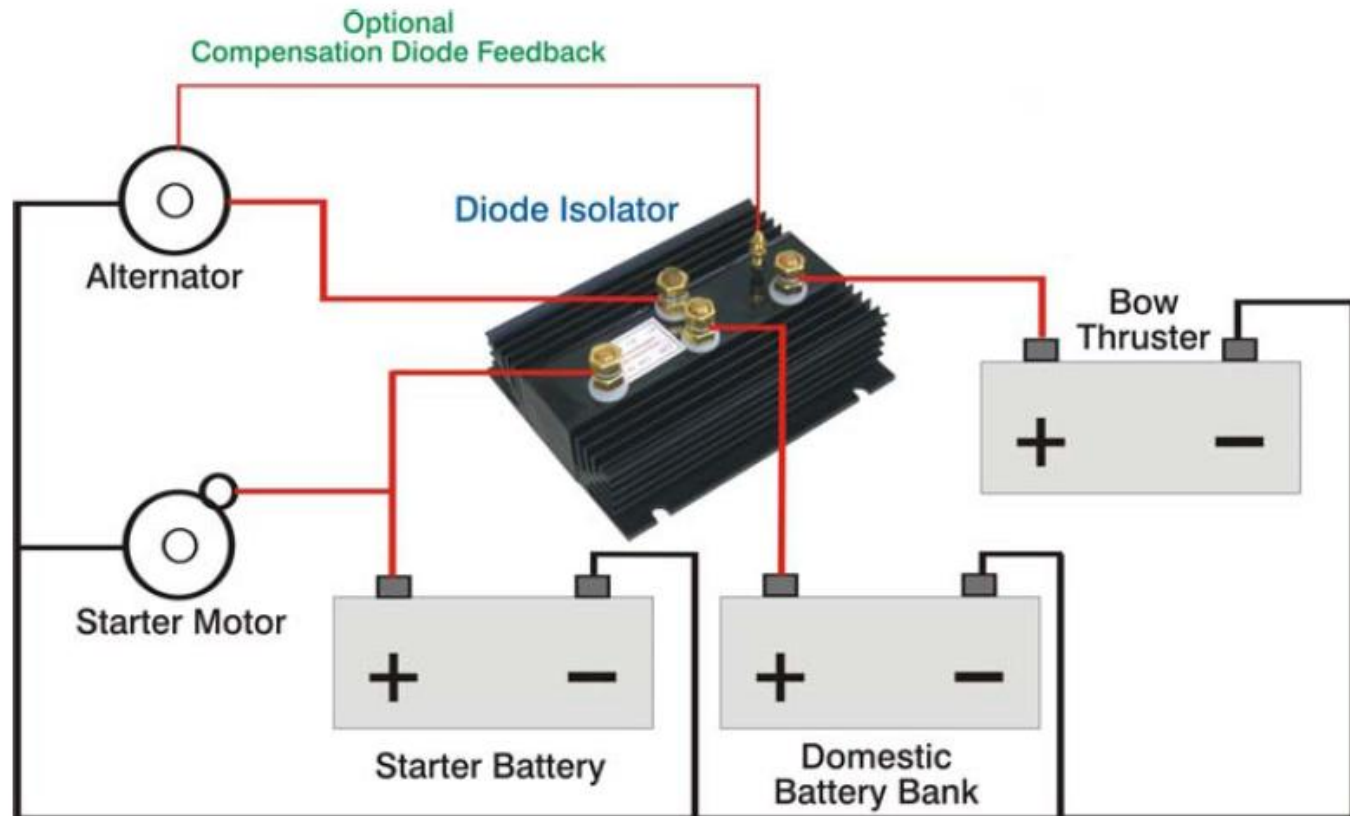 Optional
Compensation Diode Feedback
Diode Isolator
Alternator
Bow
Thruster
+ −
Starter Motor
+ −
+ −
Starter Battery
Domestic
Battery Bank